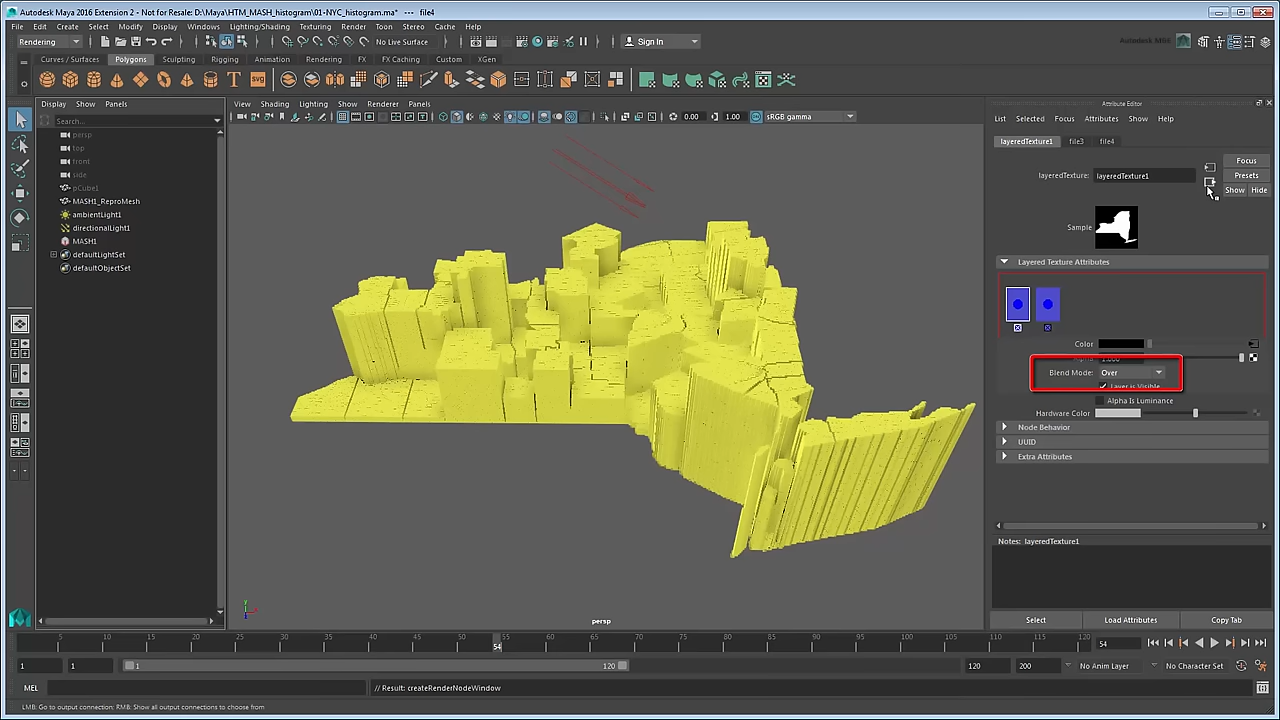 Autodesk Maya 2016 Extension 2 - Not for Resale: D:\Maya\HTM_MASH_histogram\01-NYC_histogram.ma* --- file4
File Edit Create Select Modify Display Windows Lighting/Shading Texturing Render Toon Stereo Cache Help
Rendering No Live Surface Sign In
Curves / Surfaces Polygons Sculpting Rigging Animation Rendering FX FX Caching Custom XGen
SVG
Display Show Panels
View Shading Lighting Show Renderer Panels
Attribute Editor
List Selected Focus Attributes Show Help
Search...
0.00 1.00 sRGB gamma
persp
top
front
side
pCube1
MASH1_ReproMesh
ambientLight1
directionalLight1
MASH1
defaultLightSet
defaultObjectSet
layeredTexture1 file3 file4
Focus
layeredTexture: layeredTexture1
Presets
Show Hide
Sample
Layered Texture Attributes
Color
Blend Mode: Over
Layer is Visible
Alpha Is Luminance
Hardware Color
Node Behavior
UUID
Extra Attributes
Notes: layeredTexture1
Select Load Attributes Copy Tab
persp
5 10 15 20 25 30 35 40 45 50 55 60 65 70 75 80 85 90 95 100 105 110 115 120
54
54
1 1 1 120 120 200 No Anim Layer No Character Set
MEL // Result: createRenderNodeWindow
LMB: Go to output connection; RMB: Show all output connections to choose from